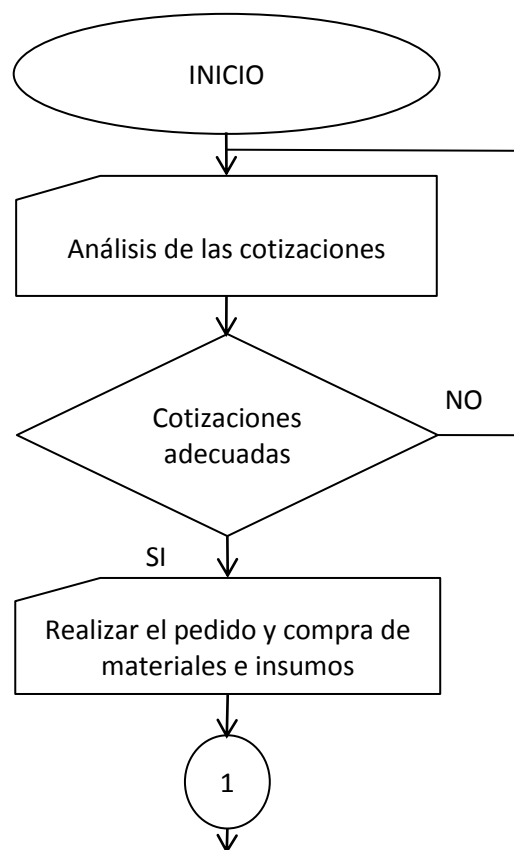 INICIO
Análisis de las cotizaciones
Cotizaciones
adecuadas
NO
SI
Realizar el pedido y compra de
materiales e insumos
1